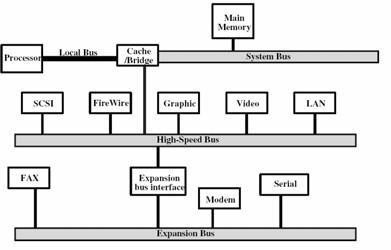 Main
Memory
Processor
Local Bus
Cache
/Bridge
System Bus
SCSI
FireWire
Graphic
Video
LAN
High-Speed Bus
FAX
Expansion
bus interface
Modem
Serial
Expansion Bus